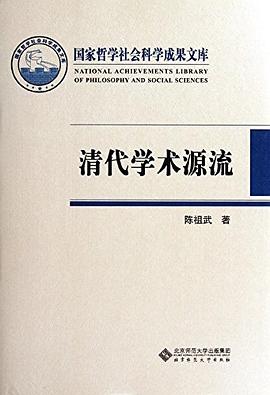 国家哲学社会科学成果文库
NATIONAL ACHIEVEMENTS LIBRARY
OF PHILOSOPHY AND SOCIAL SCIENCES
清代学术源流
陈祖武 著
北京师范大学出版集团
北京师范大学出版社